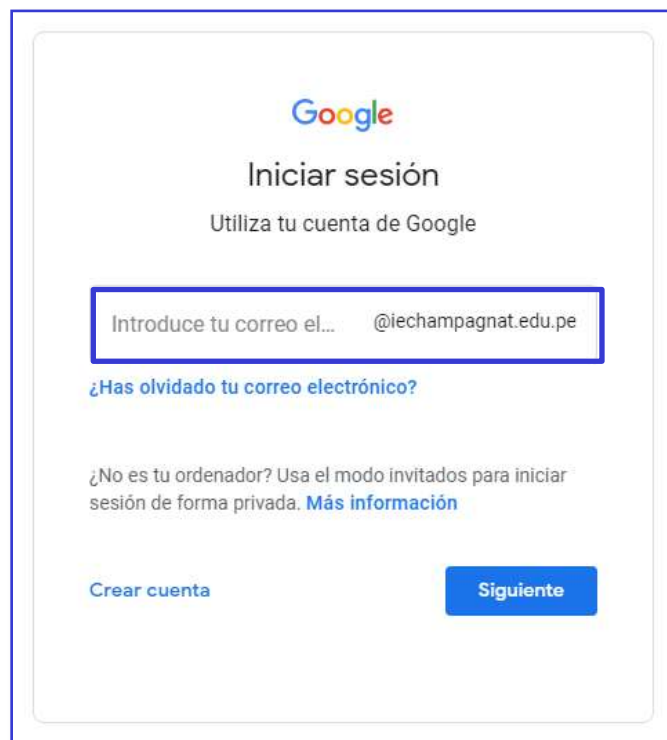 Google
Iniciar sesión
Utiliza tu cuenta de Google
Introduce tu correo el... @iechampagnat.edu.pe
¿Has olvidado tu correo electrónico?
¿No es tu ordenador? Usa el modo invitados para iniciar
sesión de forma privada. Más información
Crear cuenta Siguiente